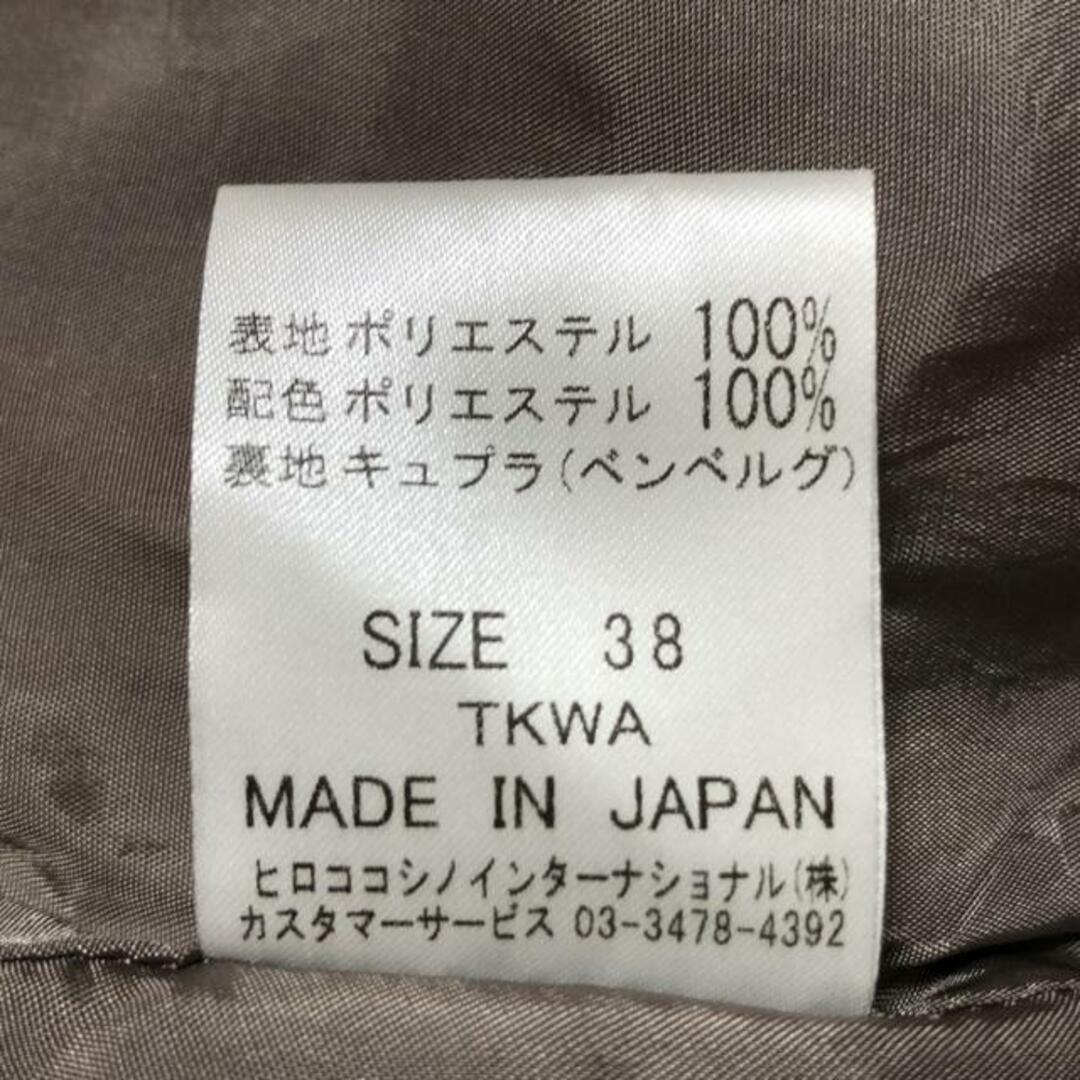 表地 ポリエステル 100%
配色 ポリエステル 100%
裏地 キュプラ(ベンベルグ)
SIZE 38
TKWA
MADE IN JAPAN
ヒロココシノインターナショナル(株)
カスタマーサービス 03-3478-4392